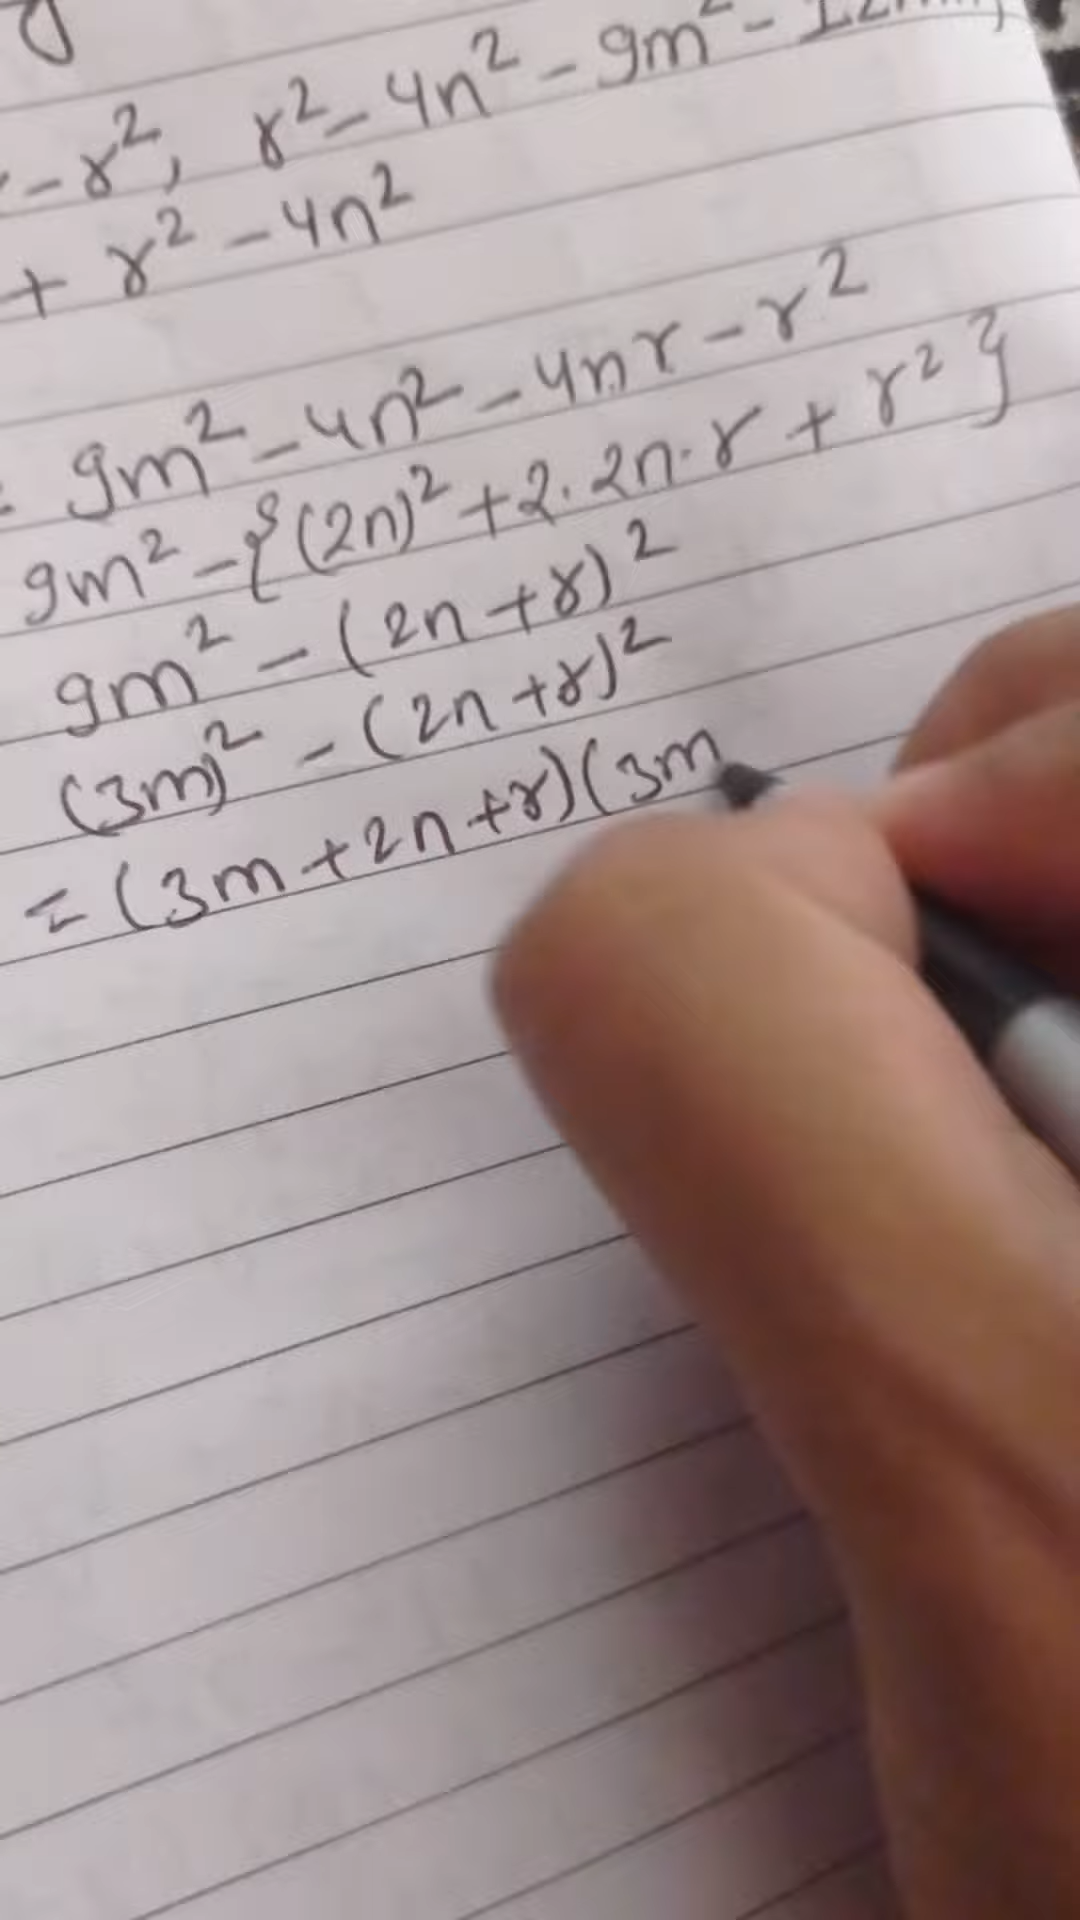 - r², r² - 4n² - 9m² -
+ r² - 4n²
= 9m² - 4n² - 4nr - r²
9m² - {(2n)² + 2. 2n. r + r²}
9m² - (2n + r)²
(3m)² - (2n + r)²
= (3m + 2n + r)(3m